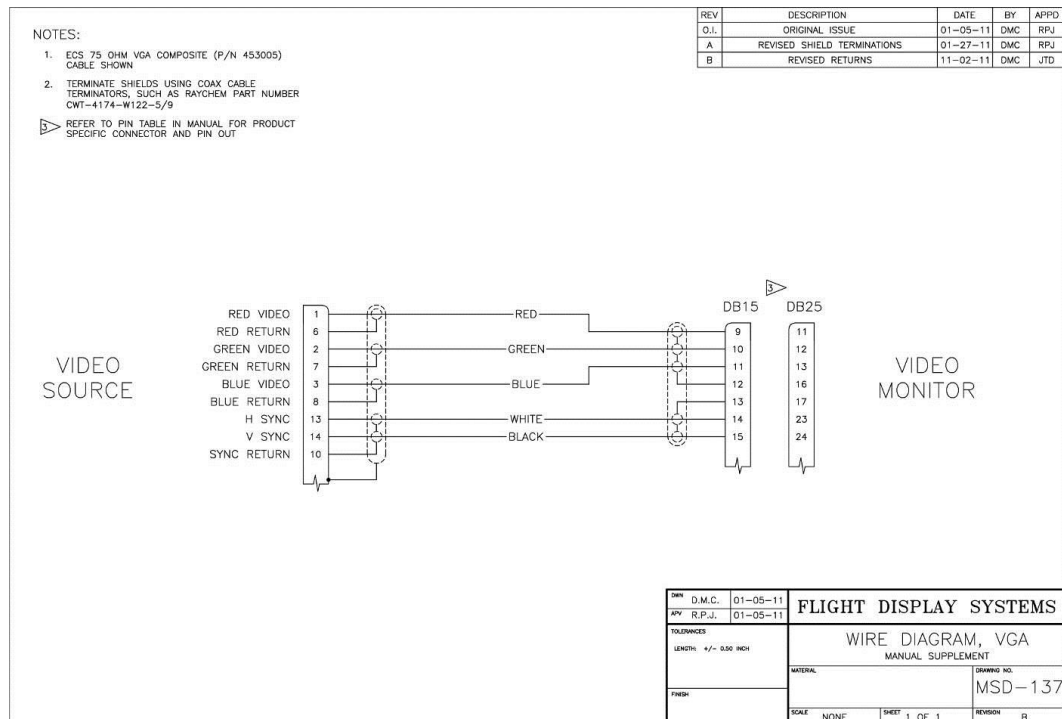 REV DESCRIPTION DATE BY APPD
O.I. ORIGINAL ISSUE 01-05-11 DMC RPJ
A REVISED SHIELD TERMINATIONS 01-27-11 DMC RPJ
B REVISED RETURNS 11-02-11 DMC JTD
NOTES:
1. ECS 75 OHM VGA COMPOSITE (P/N 453005)
CABLE SHOWN
2. TERMINATE SHIELDS USING COAX CABLE
TERMINATORS, SUCH AS RAYCHEM PART NUMBER
CWT-4174-W122-5/9
3 REFER TO PIN TABLE IN MANUAL FOR PRODUCT
SPECIFIC CONNECTOR AND PIN OUT
3
DB15 DB25
VIDEO
SOURCE
RED VIDEO 1 RED
RED RETURN 6 9 11
GREEN VIDEO 2 GREEN 10 12
GREEN RETURN 7 11 13
BLUE VIDEO 3 BLUE 12 16
BLUE RETURN 8 13 17
H SYNC 13 WHITE 14 23
V SYNC 14 BLACK 15 24
SYNC RETURN 10
VIDEO
MONITOR
DWN D.M.C. 01-05-11
APV R.P.J. 01-05-11
FLIGHT DISPLAY SYSTEMS
TOLERANCES
LENGTH: +/- 0.50 INCH
WIRE DIAGRAM, VGA
MANUAL SUPPLEMENT
MATERIAL DRAWING NO.
MSD-137
FINISH
SCALE NONE SHEET 1 OF 1 REVISION B